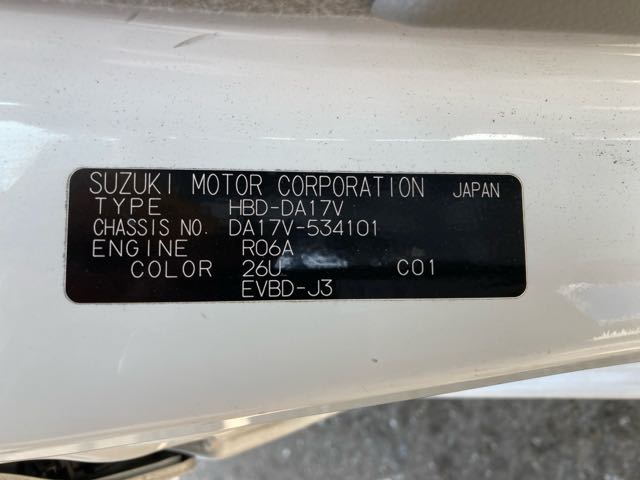 SUZUKI MOTOR CORPORATION JAPAN
TYPE HBD-DA17V
CHASSIS NO. DA17V-534101
ENGINE R06A
COLOR 26U C01
EVBD-J3